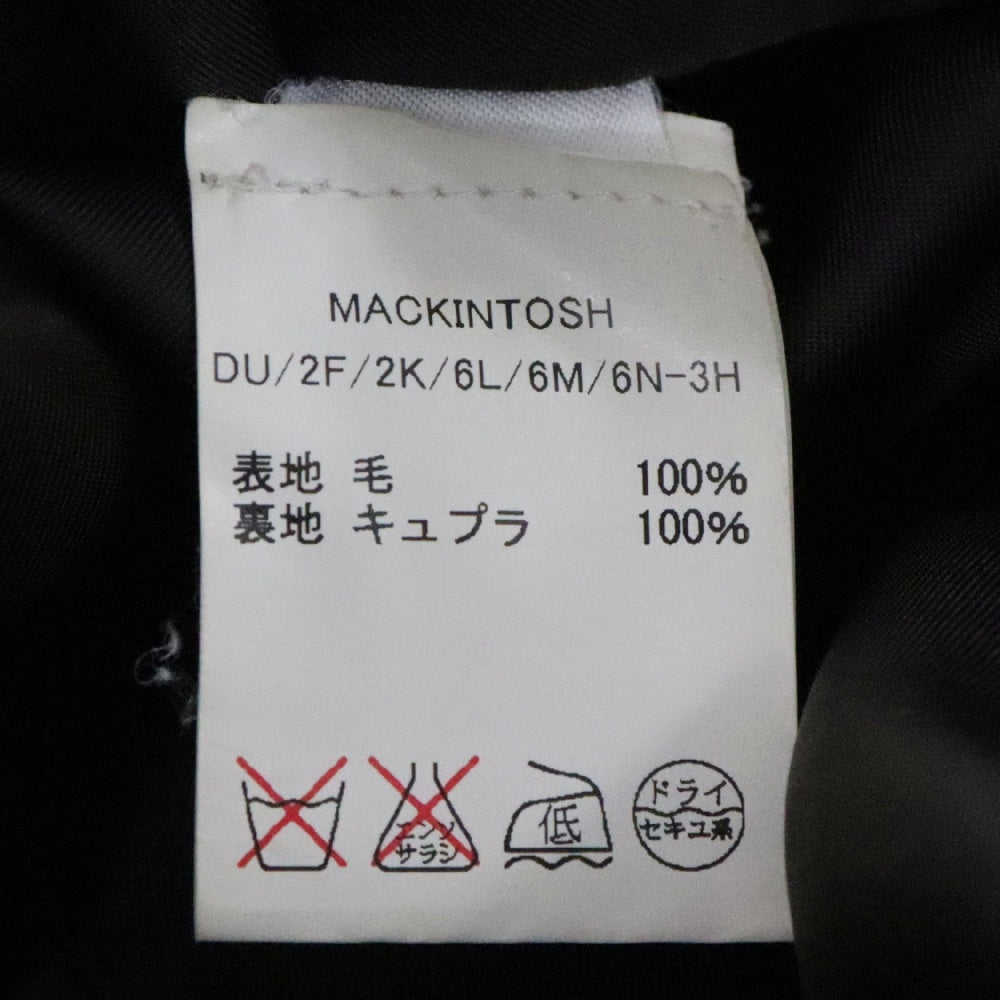 MACKINTOSH
DU/2F/2K/6L/6M/6N-3H
表地 毛 100%
裏地 キュプラ 100%
エンソ
サラシ
低
ドライ
セキユ系